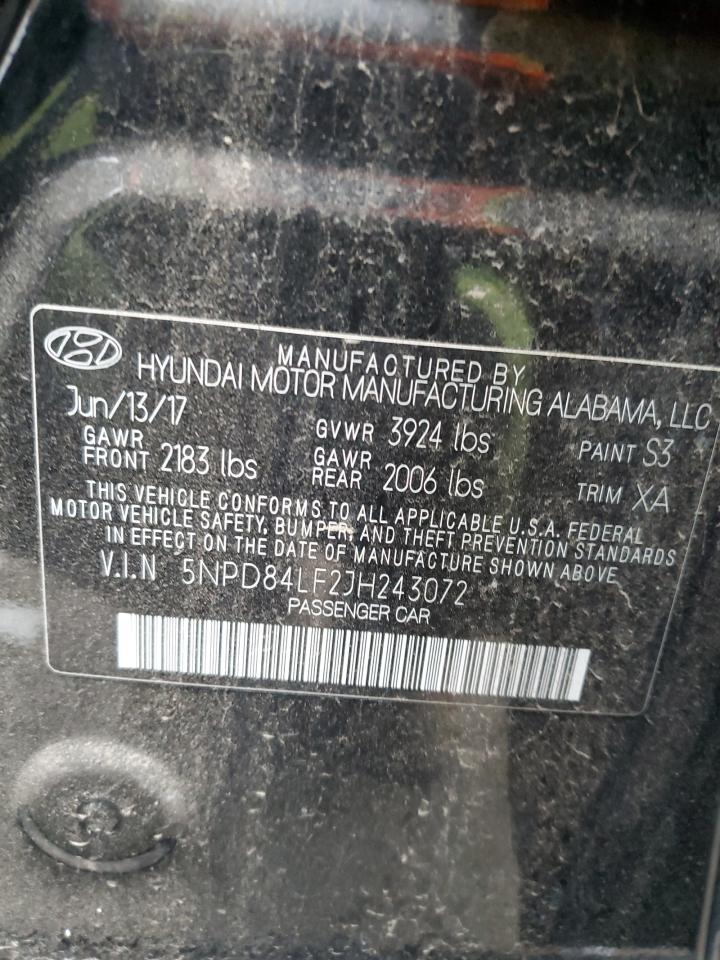 MANUFACTURED BY
HYUNDAI MOTOR MANUFACTURING ALABAMA, LLC
Jun/13/17 GVWR 3924 lbs PAINT S3
GAWR FRONT 2183 lbs GAWR REAR 2006 lbs TRIM XA
THIS VEHICLE CONFORMS TO ALL APPLICABLE U.S.A. FEDERAL
MOTOR VEHICLE SAFETY, BUMPER, AND THEFT PREVENTION STANDARDS
IN EFFECT ON THE DATE OF MANUFACTURE SHOWN ABOVE
V.I.N 5NPD84LF2JH243072
PASSENGER CAR